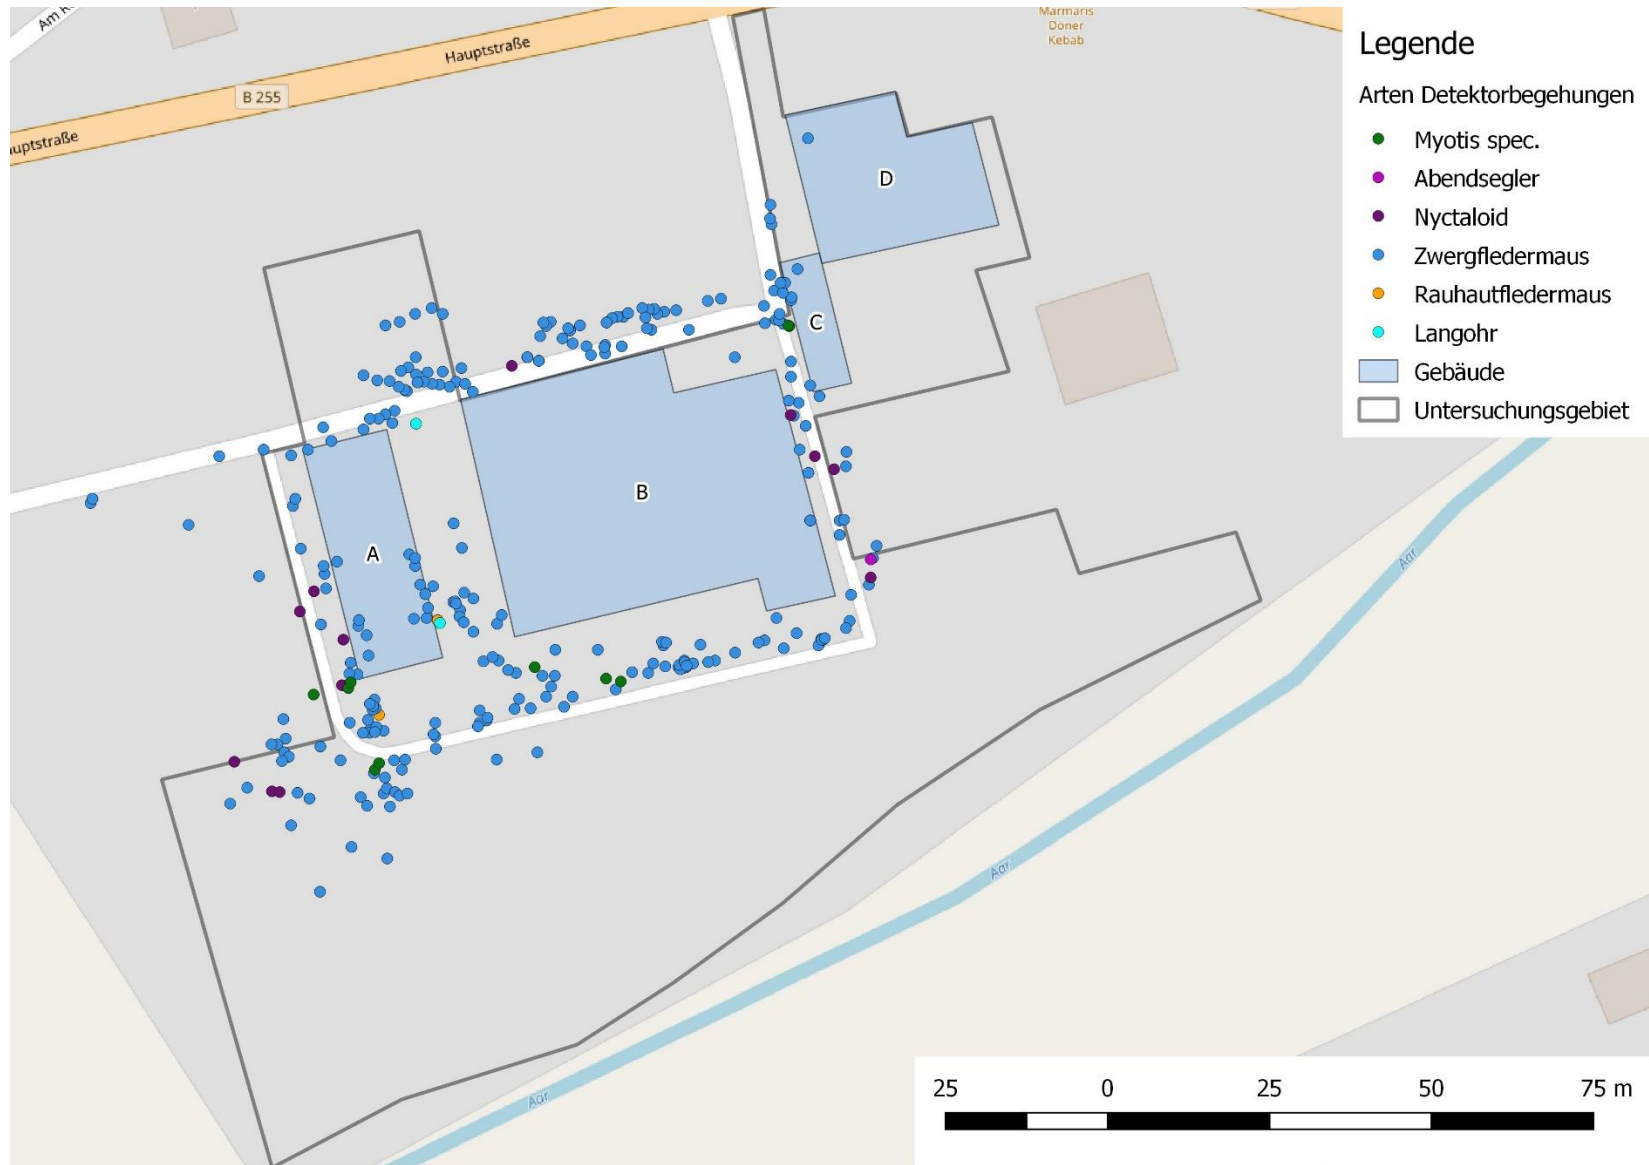 Am
Hauptstraße
B 255
uptstraße
Marmaris
Döner
Kebab
Legende
Arten Detektorbegehungen
Myotis spec.
Abendsegler
Nyctaloid
Zwergfledermaus
Rauhautfledermaus
Langohr
Gebäude
Untersuchungsgebiet
D
C
B
A
Aar
Aar
Aar
25 0 25 50 75 m